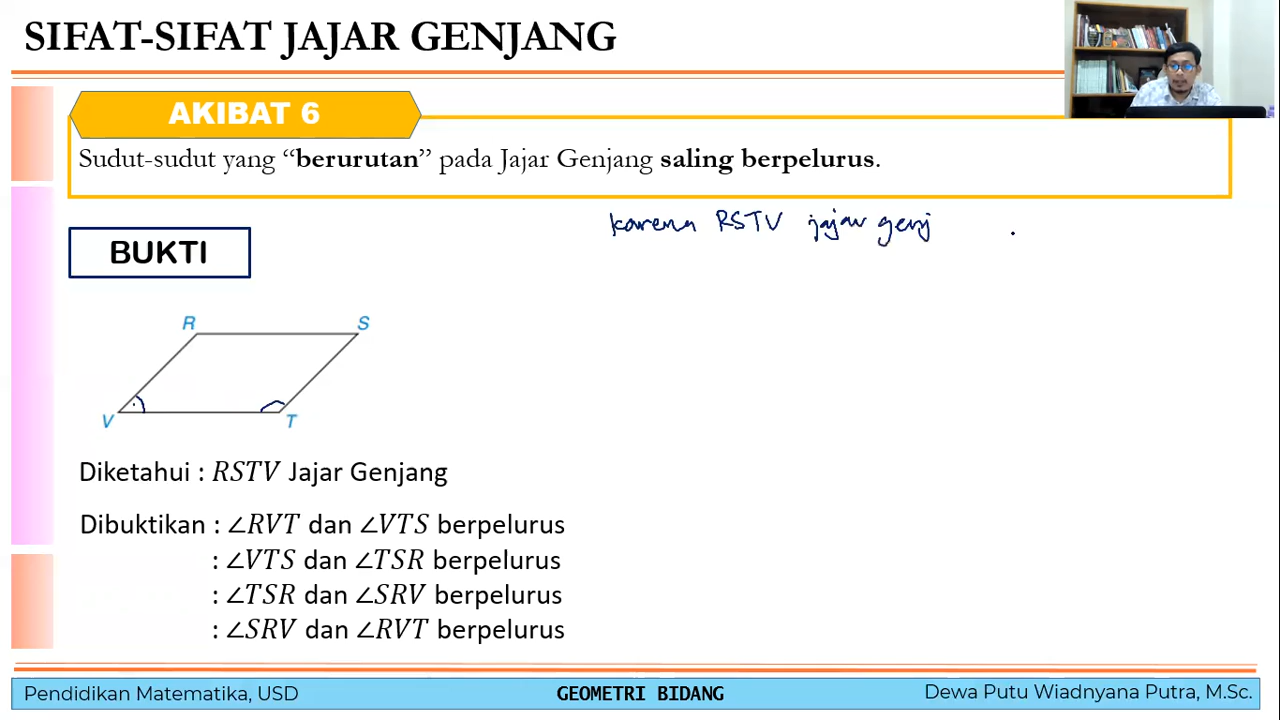 SIFAT-SIFAT JAJAR GENJANG
AKIBAT 6
Sudut-sudut yang “berurutan” pada Jajar Genjang saling berpelurus.
karena RSTV jajar genj
BUKTI
R S
V T
Diketahui : RSTV Jajar Genjang
Dibuktikan : ∠RVT dan ∠VTS berpelurus
: ∠VTS dan ∠TSR berpelurus
: ∠TSR dan ∠SRV berpelurus
: ∠SRV dan ∠RVT berpelurus
Pendidikan Matematika, USD GEOMETRI BIDANG Dewa Putu Wiadnyana Putra, M.Sc.